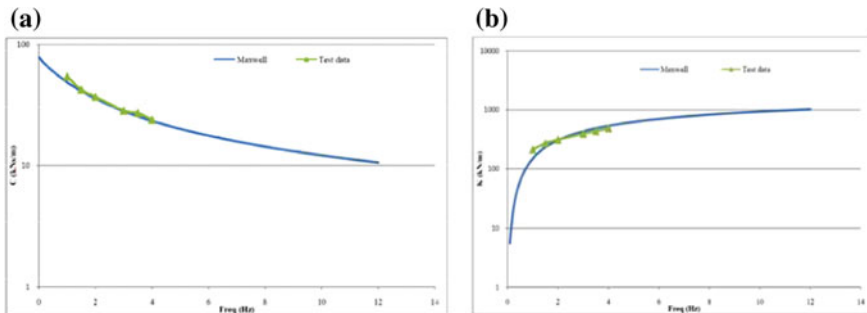 (a)
100
10
1
C (kNs/m)
Maxwell
Test data
0 2 4 6 8 10 12 14
Freq (Hz)
(b)
10000
1000
100
10
1
K (kN/m)
Maxwell
Test data
0 2 4 6 8 10 12 14
Freq (Hz)